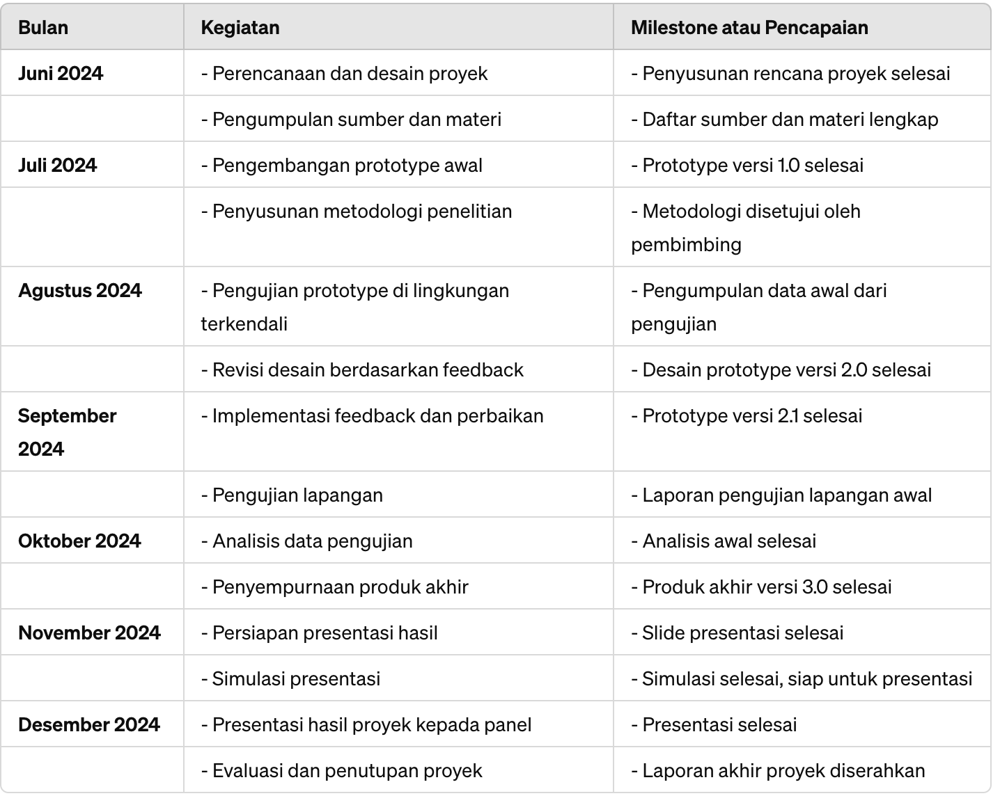 Bulan Kegiatan Milestone atau Pencapaian
Juni 2024 - Perencanaan dan desain proyek - Penyusunan rencana proyek selesai
- Pengumpulan sumber dan materi - Daftar sumber dan materi lengkap
Juli 2024 - Pengembangan prototype awal - Prototype versi 1.0 selesai
- Penyusunan metodologi penelitian - Metodologi disetujui oleh
pembimbing
Agustus 2024 - Pengujian prototype di lingkungan - Pengumpulan data awal dari
terkendali pengujian
- Revisi desain berdasarkan feedback - Desain prototype versi 2.0 selesai
September - Implementasi feedback dan perbaikan - Prototype versi 2.1 selesai
2024
- Pengujian lapangan - Laporan pengujian lapangan awal
Oktober 2024 - Analisis data pengujian - Analisis awal selesai
- Penyempurnaan produk akhir - Produk akhir versi 3.0 selesai
November 2024 - Persiapan presentasi hasil - Slide presentasi selesai
- Simulasi presentasi - Simulasi selesai, siap untuk presentasi
Desember 2024 - Presentasi hasil proyek kepada panel - Presentasi selesai
- Evaluasi dan penutupan proyek - Laporan akhir proyek diserahkan